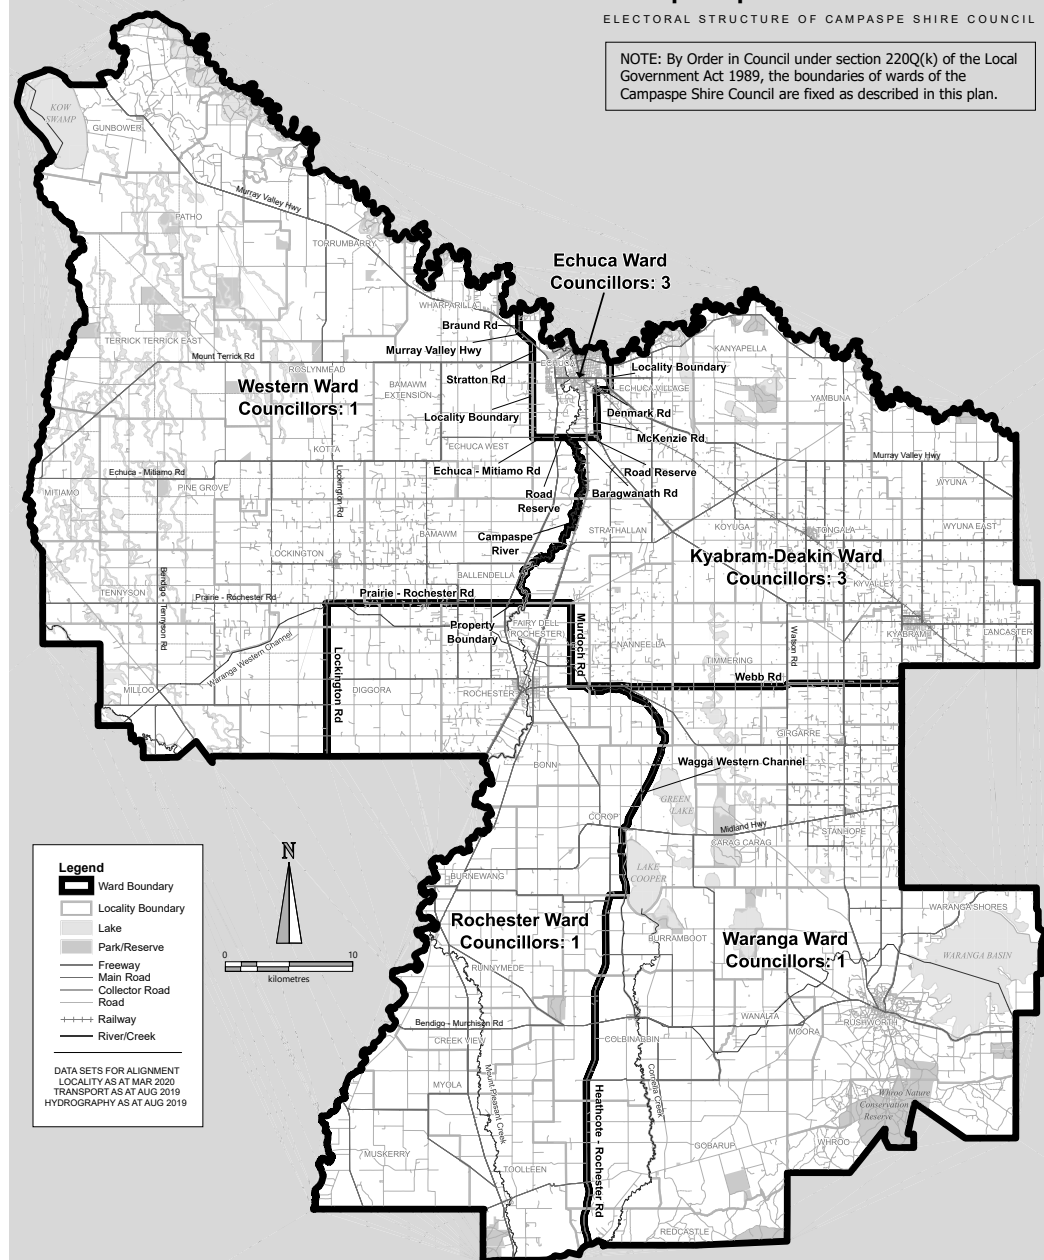 ELECTORAL STRUCTURE OF CAMPASPE SHIRE COUNCIL
NOTE: By Order in Council under section 220Q(k) of the Local
Government Act 1989, the boundaries of wards of the
Campaspe Shire Council are fixed as described in this plan.
KOW
SWAMP
GUNBOWER
Murray Valley Hwy
PATHO
TORRUMBARRY
Echuca Ward
Councillors: 3
WHARPARILLA
Braund Rd
TERRICK TERRICK EAST
Murray Valley Hwy
KANYAPELLA
Mount Terrick Rd
ECHUCA
Locality Boundary
ROSLYNMEAD
Stratton Rd
Western Ward
Councillors: 1
BAMAWM
EXTENSION
ECHUCA VILLAGE
YAMBUNA
Locality Boundary
Denmark Rd
McKenzie Rd
KOTTA
ECHUCA WEST
Murray Valley Hwy
Echuca - Mitiamo Rd
Echuca - Mitiamo Rd
Road Reserve
MITIAMO
PINE GROVE
Lockington Rd
Road
Reserve
Baragwanath Rd
WYUNA
BAMAWM
Campaspe
River
STRATHALLAN
KOYUGA
TONGALA
WYUNA EAST
LOCKINGTON
Kyabram-Deakin Ward
Councillors: 3
BALLENDELLA
KYVALLEY
TENNYSON
Bendigo - Tennyson Rd
Prairie - Rochester Rd
Prairie - Rochester Rd
Property
Boundary
FAIRY DELL
(ROCHESTER)
Murdoch Rd
NANNEELLA
Watson Rd
KYABRAM
LANCASTER
Waranga Western Channel
TIMMERING
Webb Rd
MILLOO
Lockington Rd
DIGGORA
ROCHESTER
GIRGARRE
BONN
Wagga Western Channel
GREEN
LAKE
COROP
Midland Hwy
STANHOPE
CARAG CARAG
LAKE
COOPER
BURNEWANG
Rochester Ward
Councillors: 1
BURRAMBOOT
Waranga Ward
Councillors: 1
WARANGA SHORES
WARANGA BASIN
RUNNYMEDE
Bendigo - Murchison Rd
WANALTA
RUSHWORTH
MOORA
CREEK VIEW
COLBINABBIN
MYOLA
Mount Pleasant Creek
Cornella Creek
Heathcote - Rochester Rd
Whroo Nature
Conservation
Reserve
MUSKERRY
GOBARUP
WHROO
TOOLLEEN
REDCASTLE
Legend
Ward Boundary
Locality Boundary
Lake
Park/Reserve
Freeway
Main Road
Collector Road
Road
Railway
River/Creek
DATA SETS FOR ALIGNMENT
LOCALITY AS AT MAR 2020
TRANSPORT AS AT AUG 2019
HYDROGRAPHY AS AT AUG 2019
N
0 10
kilometres